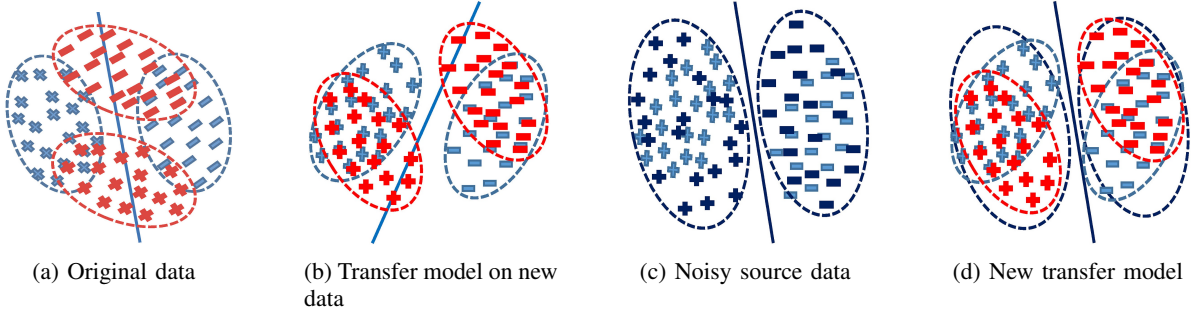 (a) Original data
(b) Transfer model on new
data
(c) Noisy source data
(d) New transfer model